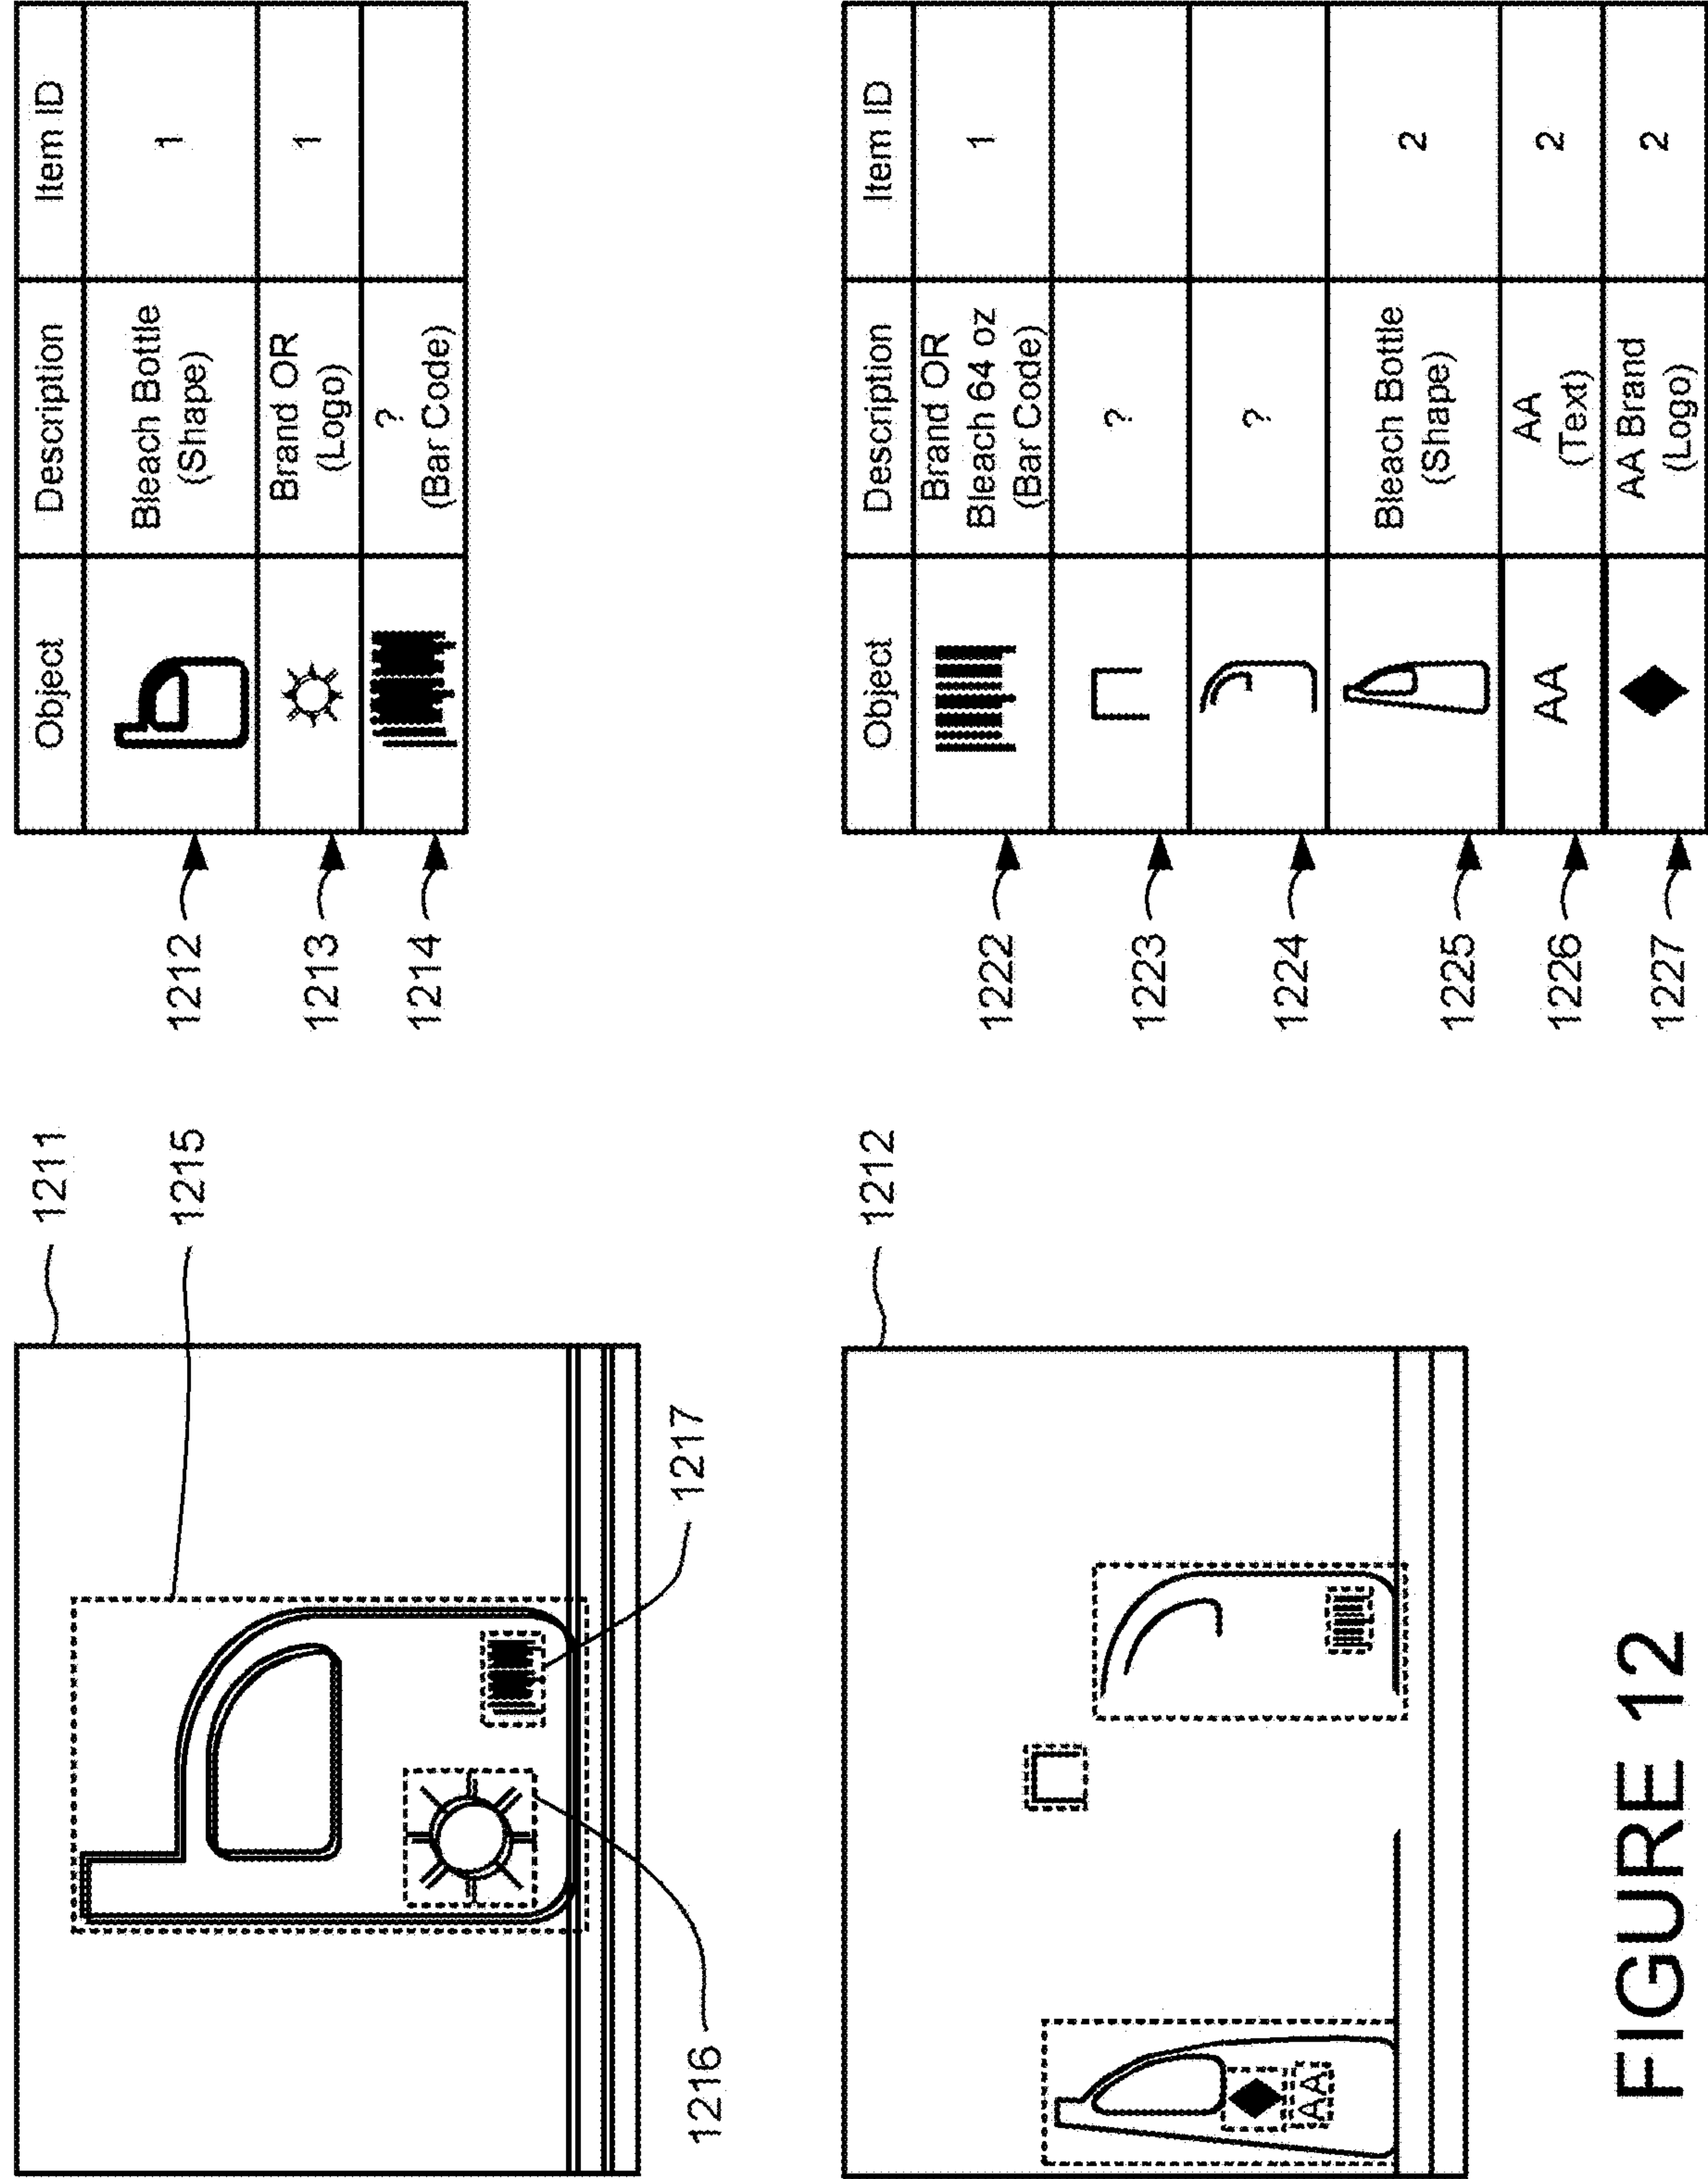 1211
1215
1216
1217
AA
1212
1212
1213
1214
Object Description Item ID
Bleach Bottle
(Shape)
1
Brand OR
(Logo)
1
?
(Bar Code)
1222
1223
1224
1225
1226
1227
Object Description Item ID
Brand OR
Bleach 64 oz
(Bar Code)
1
?
?
Bleach Bottle
(Shape)
2
AA
AA
(Text)
2
AA Brand
(Logo)
2
FIGURE 12